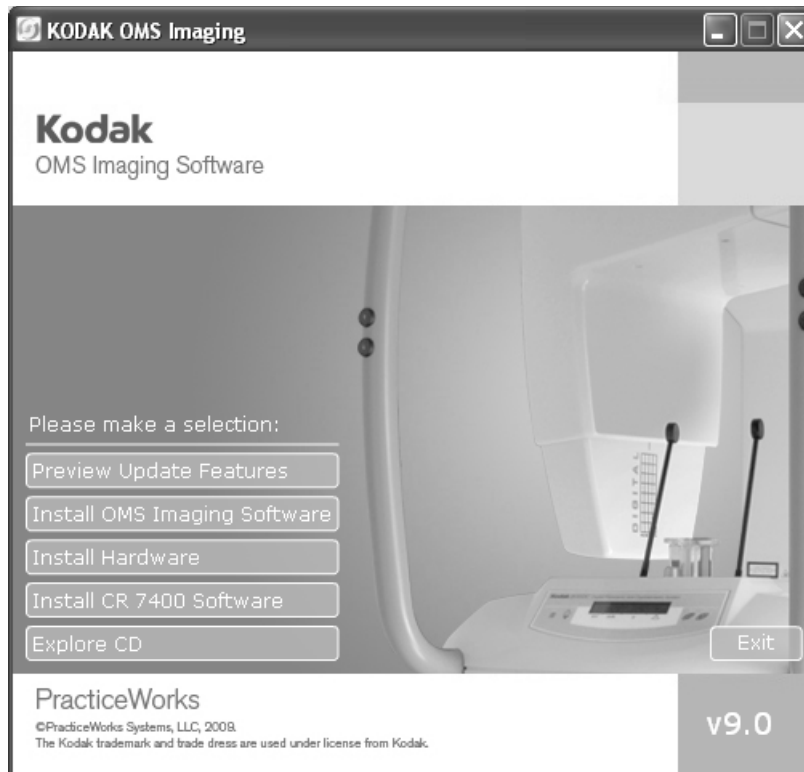 KODAK OMS Imaging
Kodak
OMS Imaging Software
Please make a selection:
Preview Update Features
Install OMS Imaging Software
Install Hardware
Install CR 7400 Software
Explore CD
DIGITAL
Kodak
Exit
PracticeWorks
©PracticeWorks Systems, LLC, 2009.
The Kodak trademark and trade dress are used under license from Kodak.
v9.0